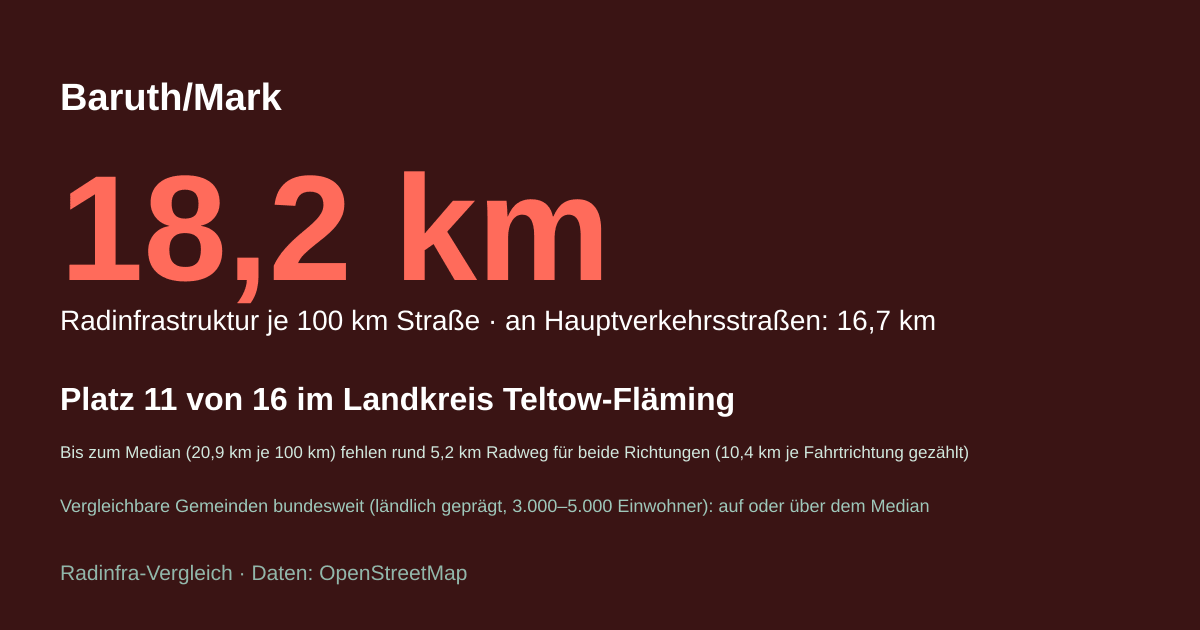 Baruth/Mark
18,2 km
Radinfrastruktur je 100 km Straße · an Hauptverkehrsstraßen: 16,7 km
Platz 11 von 16 im Landkreis Teltow-Fläming
Bis zum Median (20,9 km je 100 km) fehlen rund 5,2 km Radweg für beide Richtungen (10,4 km je Fahrtrichtung gezählt)
Vergleichbare Gemeinden bundesweit (ländlich geprägt, 3.000–5.000 Einwohner): auf oder über dem Median
Radinfra-Vergleich · Daten: OpenStreetMap